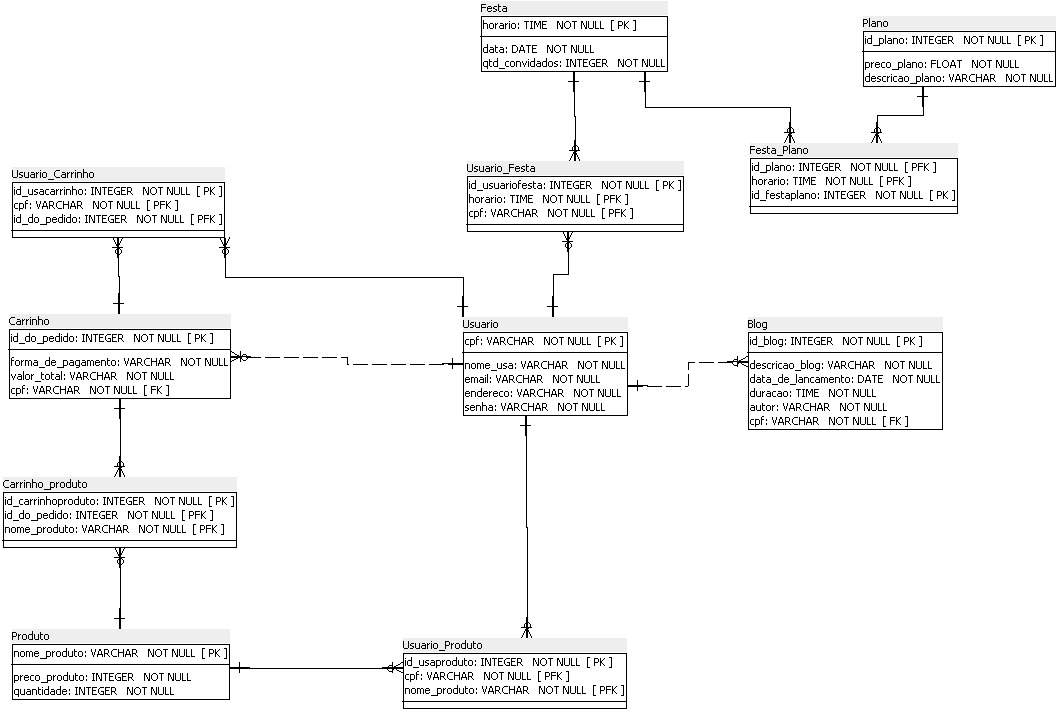 Festa
horario: TIME NOT NULL [ PK ]
data: DATE NOT NULL
qtd_convidados: INTEGER NOT NULL
Plano
id_plano: INTEGER NOT NULL [ PK ]
preco_plano: FLOAT NOT NULL
descricao_plano: VARCHAR NOT NULL
Festa_Plano
id_plano: INTEGER NOT NULL [ PFK ]
horario: TIME NOT NULL [ PFK ]
id_festaplano: INTEGER NOT NULL [ PK ]
Usuario_Carrinho
id_usacarrinho: INTEGER NOT NULL [ PK ]
cpf: VARCHAR NOT NULL [ PFK ]
id_do_pedido: INTEGER NOT NULL [ PFK ]
Usuario_Festa
id_usuariofesta: INTEGER NOT NULL [ PK ]
horario: TIME NOT NULL [ PFK ]
cpf: VARCHAR NOT NULL [ PFK ]
Carrinho
id_do_pedido: INTEGER NOT NULL [ PK ]
forma_de_pagamento: VARCHAR NOT NULL
valor_total: VARCHAR NOT NULL
cpf: VARCHAR NOT NULL [ FK ]
Usuario
cpf: VARCHAR NOT NULL [ PK ]
nome_usa: VARCHAR NOT NULL
email: VARCHAR NOT NULL
endereco: VARCHAR NOT NULL
senha: VARCHAR NOT NULL
Blog
id_blog: INTEGER NOT NULL [ PK ]
descricao_blog: VARCHAR NOT NULL
data_de_lancamento: DATE NOT NULL
duracao: TIME NOT NULL
autor: VARCHAR NOT NULL
cpf: VARCHAR NOT NULL [ FK ]
Carrinho_produto
id_carrinhoproduto: INTEGER NOT NULL [ PK ]
id_do_pedido: INTEGER NOT NULL [ PFK ]
nome_produto: VARCHAR NOT NULL [ PFK ]
Produto
nome_produto: VARCHAR NOT NULL [ PK ]
preco_produto: INTEGER NOT NULL
quantidade: INTEGER NOT NULL
Usuario_Produto
id_usaproduto: INTEGER NOT NULL [ PK ]
cpf: VARCHAR NOT NULL [ PFK ]
nome_produto: VARCHAR NOT NULL [ PFK ]